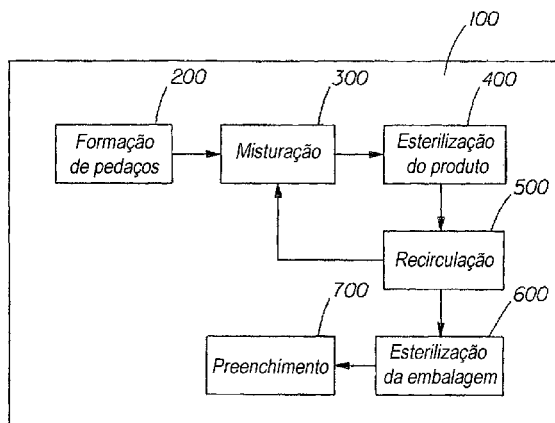 100
200
300
400
Formação
de pedaços
Misturação
Esterilização
do produto
500
Recirculação
700
600
Preenchimento
Esterilização
da embalagem